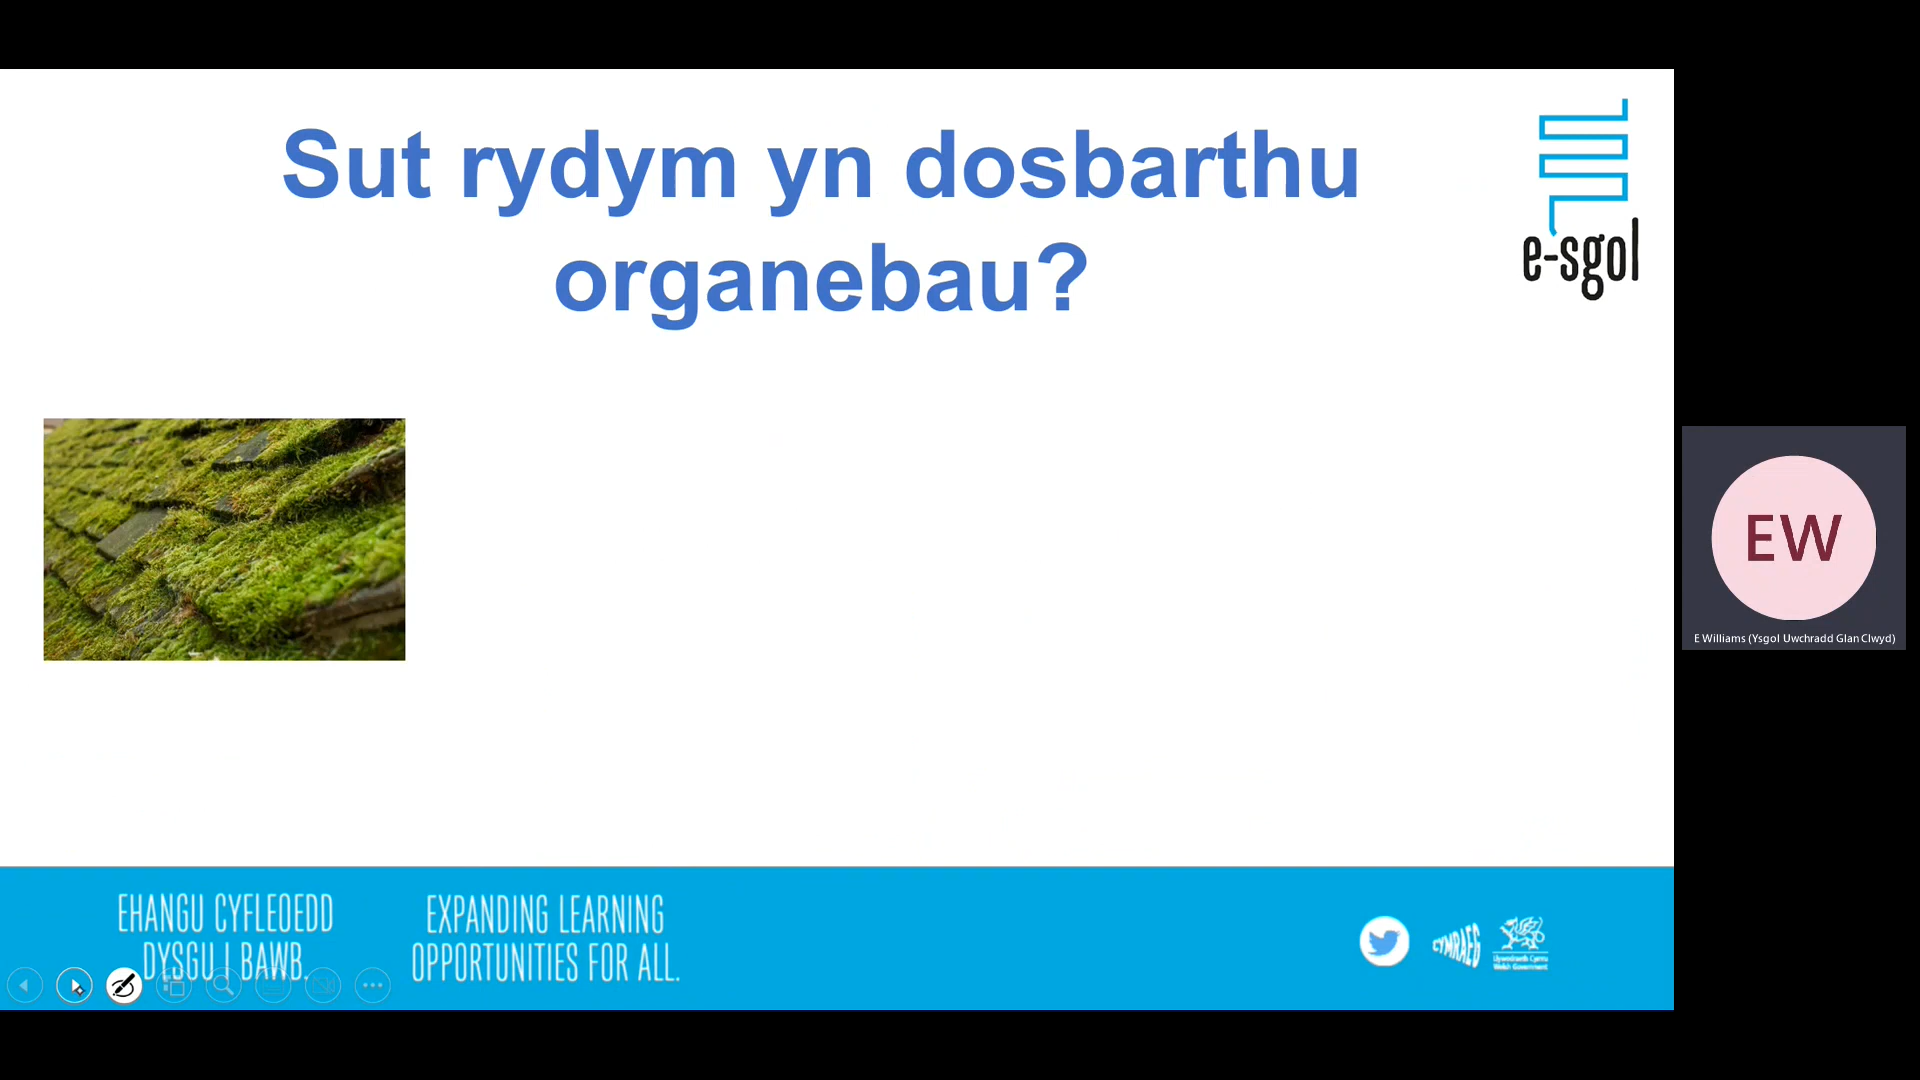 Sut rydym yn dosbarthu
organebau?
e-sgol
EW
E Williams (Ysgol Uwchradd Glan Clwyd)
EHANGU CYFLEOEDD
DYSGU I BAWB.
EXPANDING LEARNING
OPPORTUNITIES FOR ALL.
CYMRAEG
Llywodraeth Cymru
Welsh Government